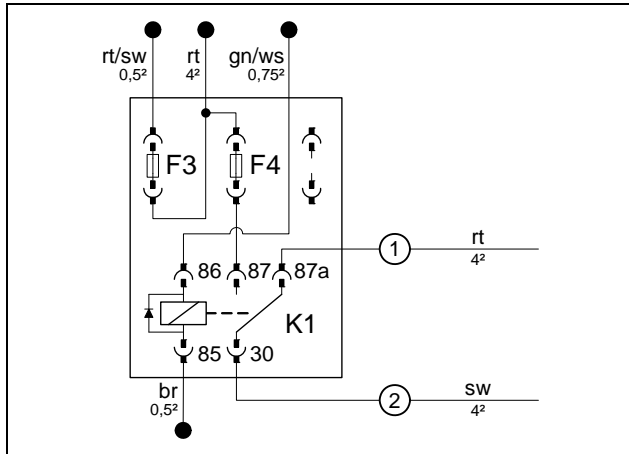 rt/sw rt gn/ws
0,5² 4² 0,75²
F3 F4
1 rt
4²
86 87 87a
K1
85 30
br
0,5²
2 sw
4²